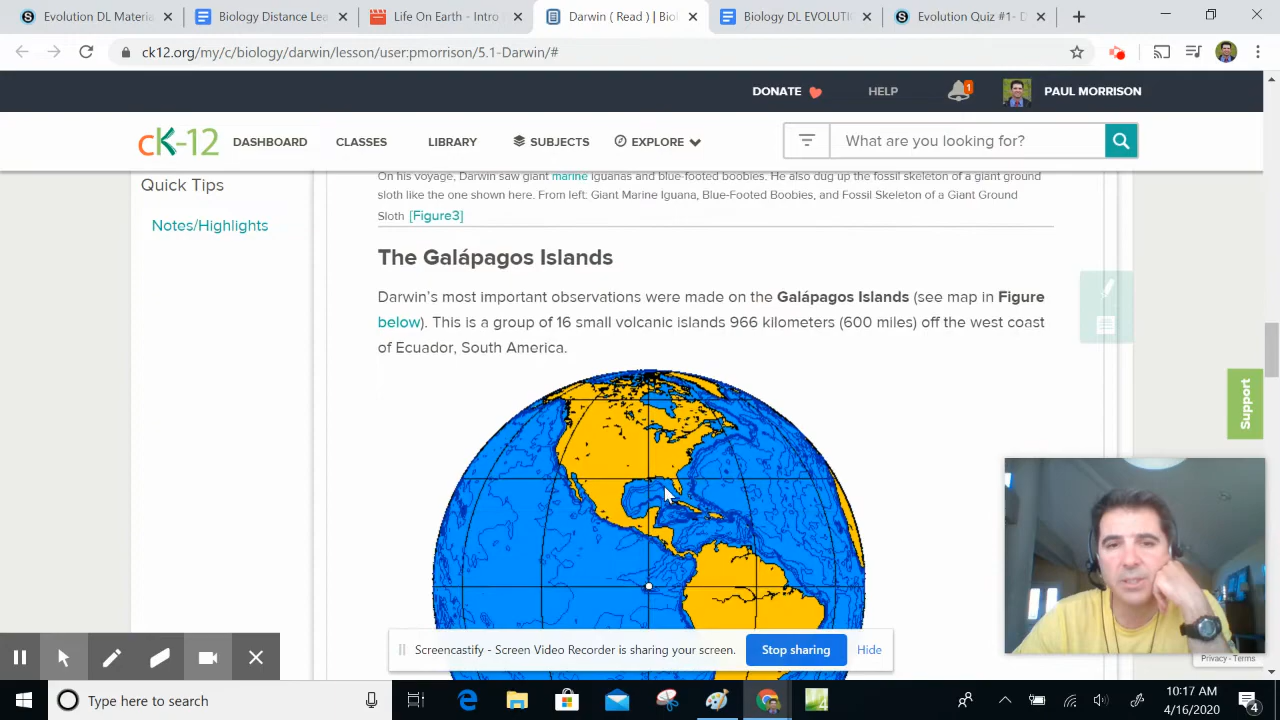 Evolution DL Materia
Biology Distance Lea
Life On Earth - Intro
Darwin ( Read ) | Bio
Biology DL EVOLUTION
Evolution Quiz #1- D
ck12.org/my/c/biology/darwin/lesson/user:pmorrison/5.1-Darwin/#
DONATE HELP 1 PAUL MORRISON
cK-12 DASHBOARD CLASSES LIBRARY SUBJECTS EXPLORE What are you looking for?
Quick Tips
Notes/Highlights
On his voyage, Darwin saw giant marine iguanas and blue-footed boobies. He also dug up the fossil skeleton of a giant ground
sloth like the one shown here. From left: Giant Marine Iguana, Blue-Footed Boobies, and Fossil Skeleton of a Giant Ground
Sloth [Figure3]
The Galápagos Islands
Darwin's most important observations were made on the Galápagos Islands (see map in Figure
below). This is a group of 16 small volcanic islands 966 kilometers (600 miles) off the west coast
of Ecuador, South America.
Support
Screencastify - Screen Video Recorder is sharing your screen. Stop sharing Hide
Privacy - Terms
Type here to search
10:17 AM
4/16/2020
4